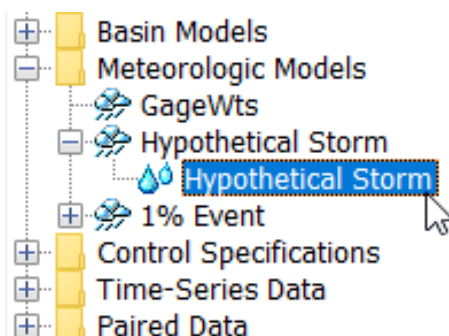 Basin Models
Meteorologic Models
GageWts
Hypothetical Storm
Hypothetical Storm
1% Event
Control Specifications
Time-Series Data
Paired Data